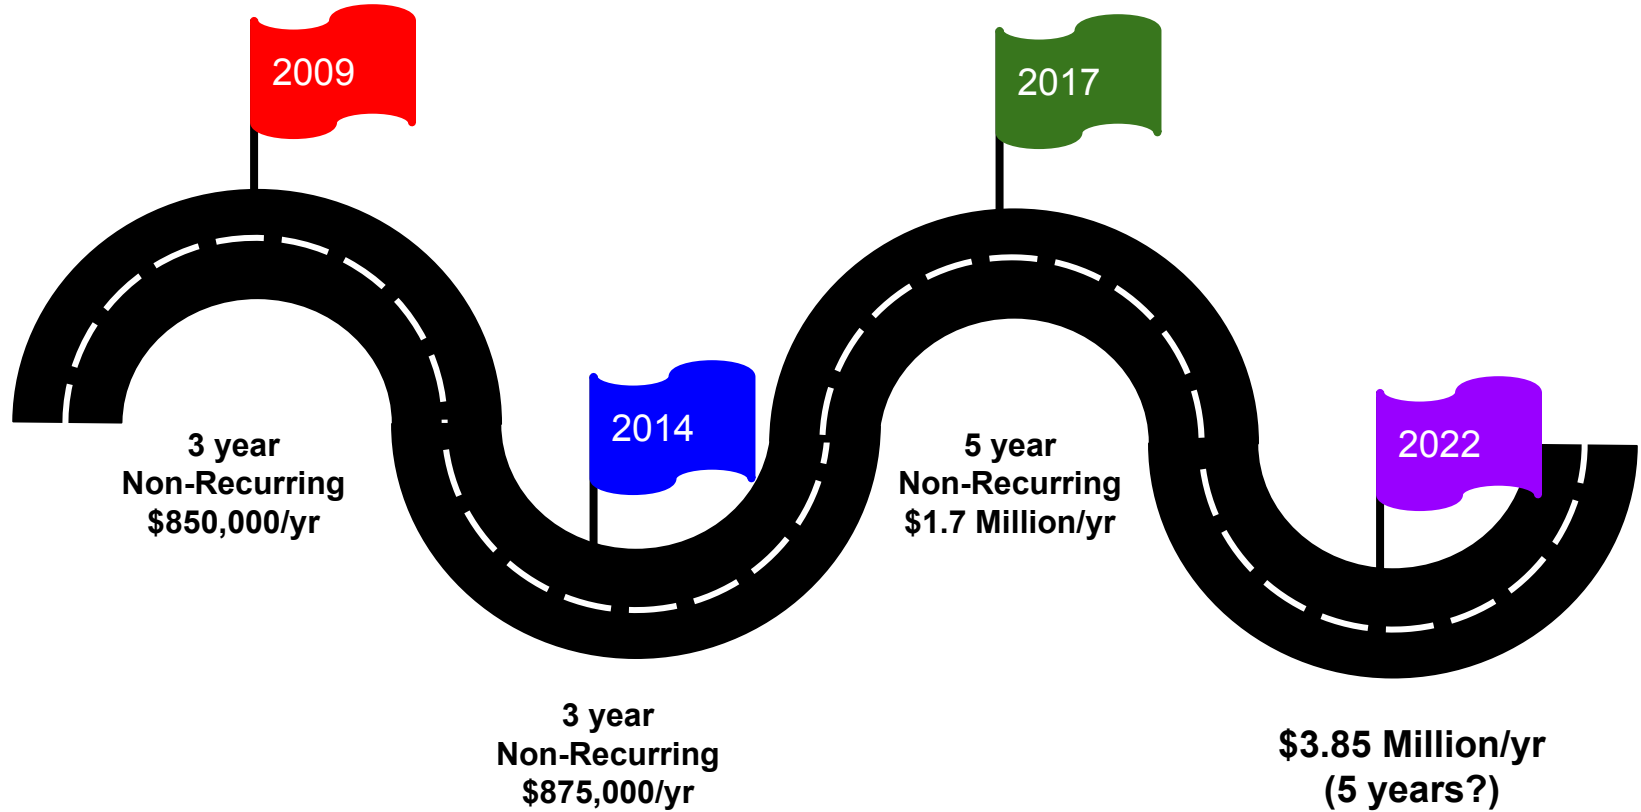 2009
3 year
Non-Recurring
$850,000/yr
2014
3 year
Non-Recurring
$875,000/yr
2017
5 year
Non-Recurring
$1.7 Million/yr
2022
$3.85 Million/yr
(5 years?)